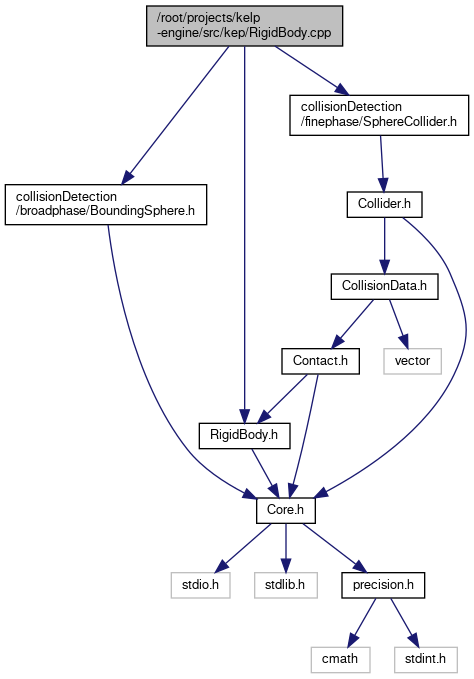 /root/projects/kelp
-engine/src/kep/RigidBody.cpp
collisionDetection
/finephase/SphereCollider.h
collisionDetection
/broadphase/BoundingSphere.h
Collider.h
CollisionData.h
Contact.h
vector
RigidBody.h
Core.h
stdio.h
stdlib.h
precision.h
cmath
stdint.h